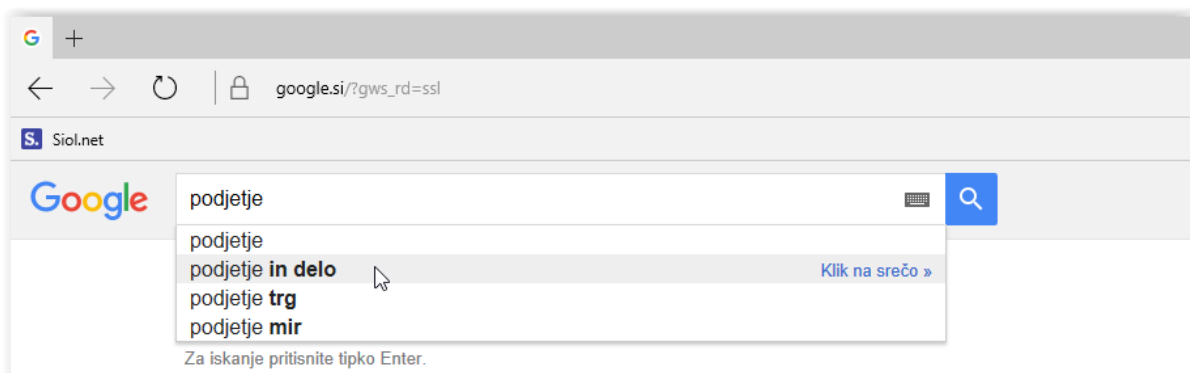 google.si/?gws_rd=ssl
S. Siol.net
Google podjetje
podjetje
podjetje in delo Klik na srečo »
podjetje trg
podjetje mir
Za iskanje pritisnite tipko Enter.